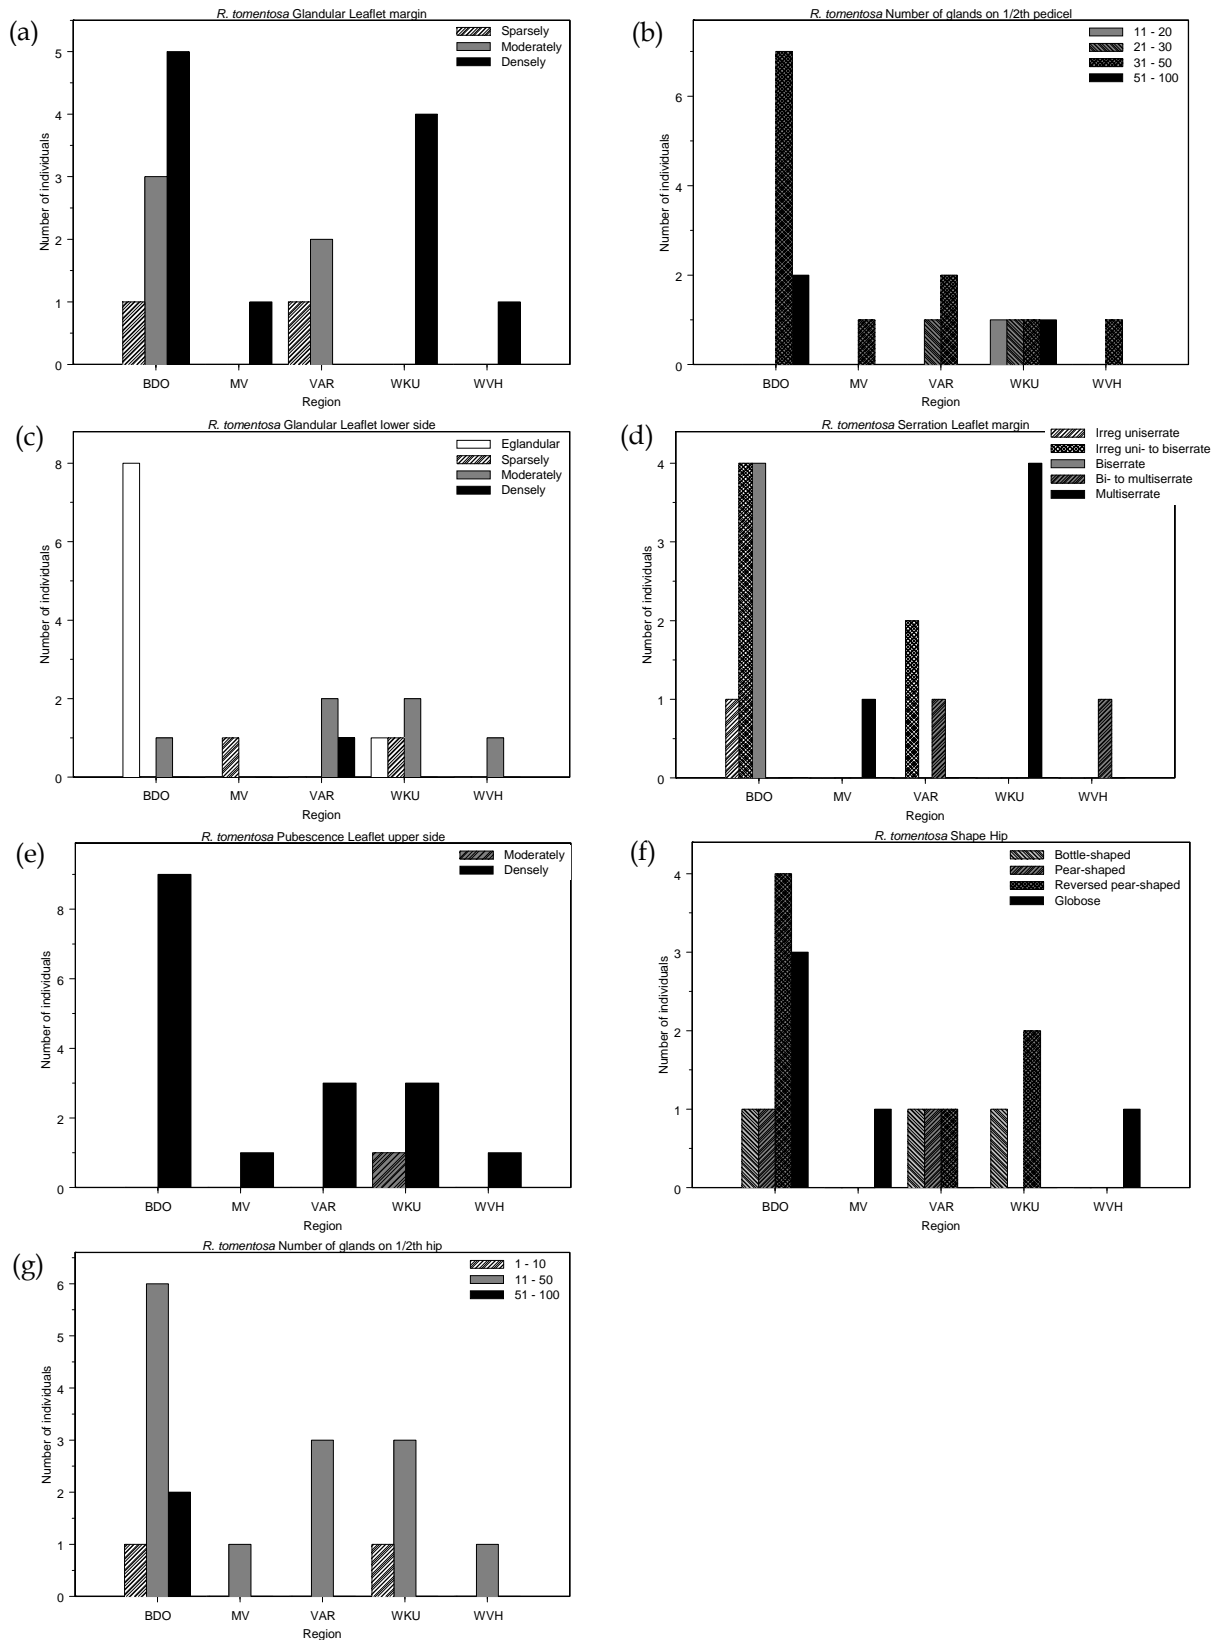 (a)
R. tomentosa Glandular Leaflet margin
Sparsely
Moderately
Densely
Number of individuals
5
4
3
2
1
0
BDO MV VAR WKU WVH
Region
(b)
R. tomentosa Number of glands on 1/2th pedicel
11 - 20
21 - 30
31 - 50
51 - 100
Number of individuals
6
4
2
0
BDO MV VAR WKU WVH
Region
(c)
R. tomentosa Glandular Leaflet lower side
Eglandular
Sparsely
Moderately
Densely
Number of individuals
8
6
4
2
0
BDO MV VAR WKU WVH
Region
(d)
R. tomentosa Serration Leaflet margin
Irreg uniserrate
Irreg uni- to biserrate
Biserrate
Bi- to multiserrate
Multiserrate
Number of individuals
4
3
2
1
0
BDO MV VAR WKU WVH
Region
(e)
R. tomentosa Pubescence Leaflet upper side
Moderately
Densely
Number of individuals
8
6
4
2
0
BDO MV VAR WKU WVH
Region
(f)
R. tomentosa Shape Hip
Bottle-shaped
Pear-shaped
Reversed pear-shaped
Globose
Number of individuals
4
3
2
1
0
BDO MV VAR WKU WVH
Region
(g)
R. tomentosa Number of glands on 1/2th hip
1 - 10
11 - 50
51 - 100
Number of individuals
6
5
4
3
2
1
0
BDO MV VAR WKU WVH
Region